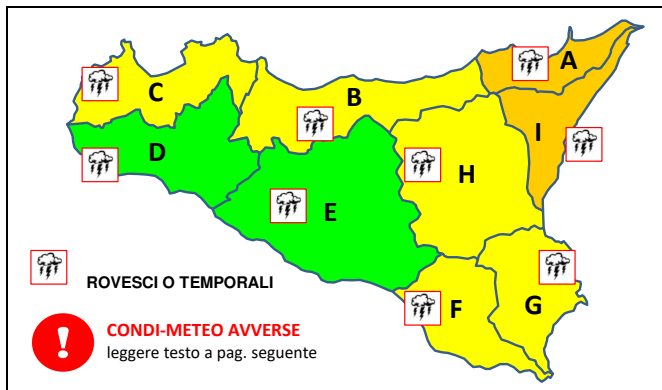 A
C
B
I
D
H
E
F
G
ROVESCI O TEMPORALI
CONDI-METEO AVVERSE
leggere testo a pag. seguente
!